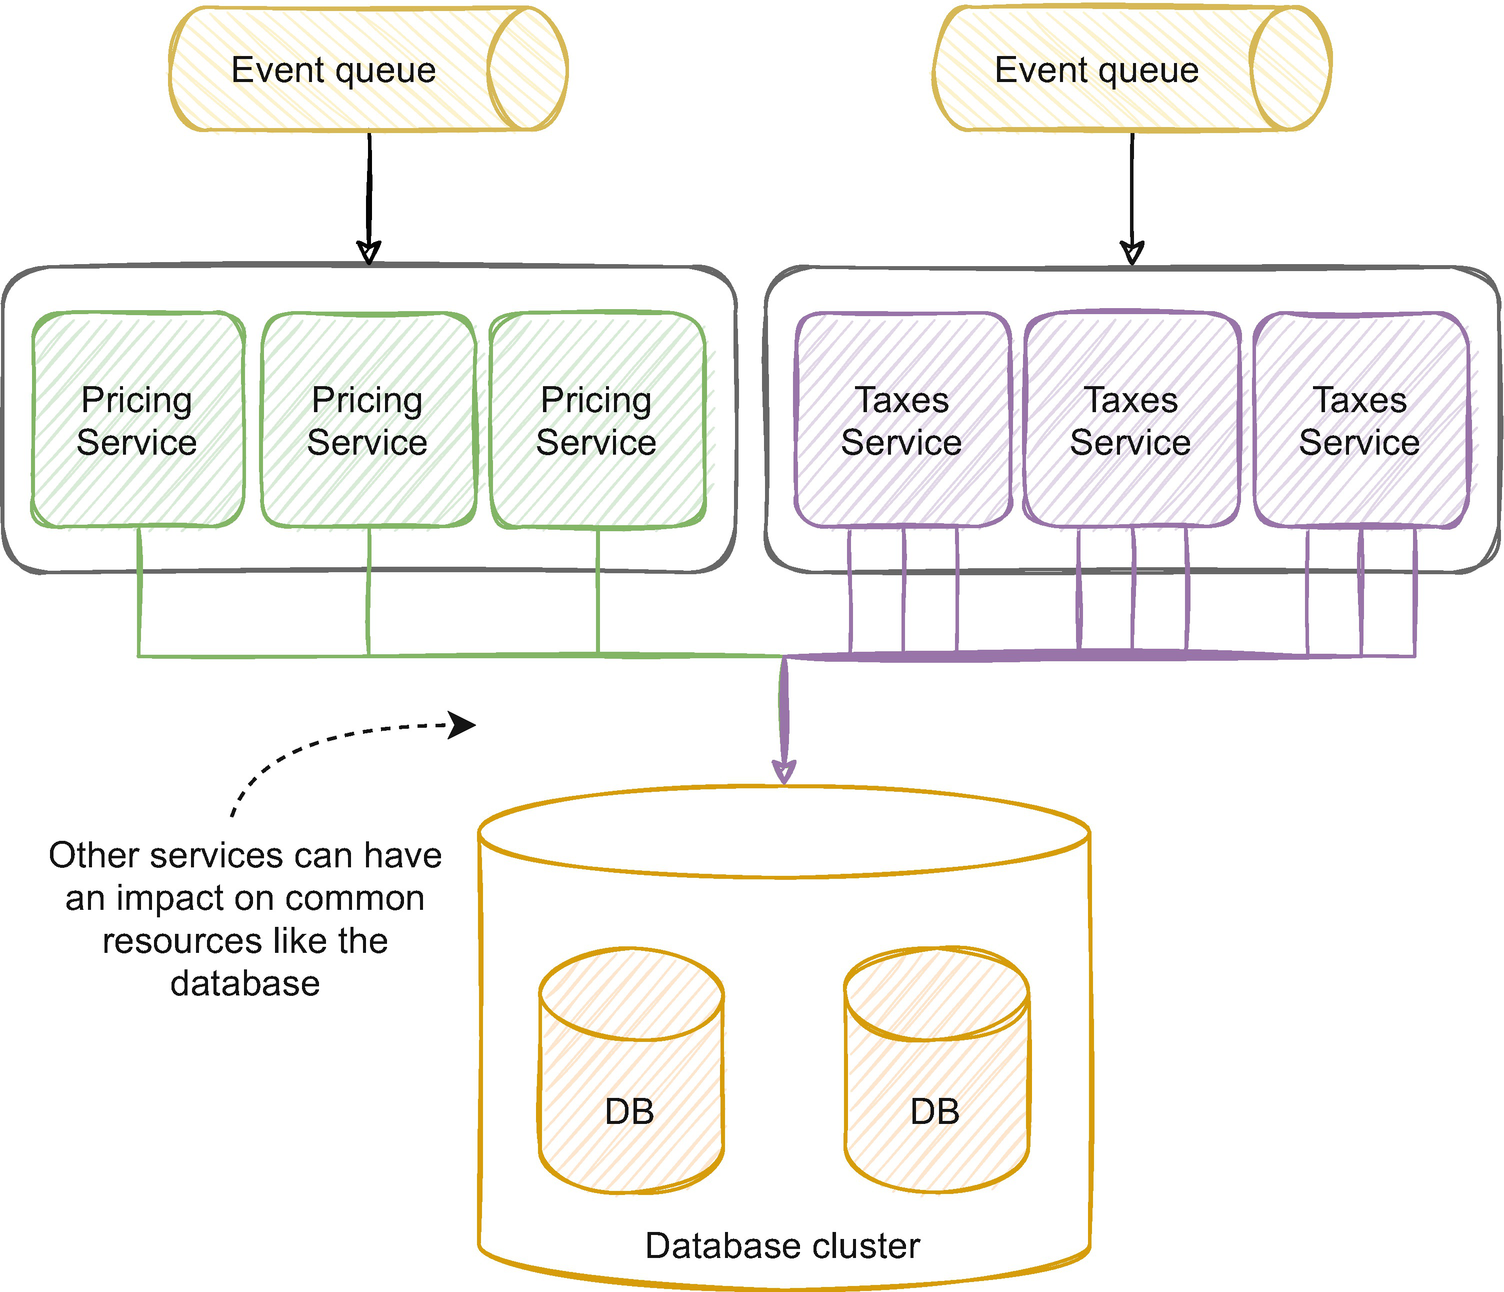 Event queue
Event queue
Pricing
Service
Pricing
Service
Pricing
Service
Taxes
Service
Taxes
Service
Taxes
Service
Other services can have
an impact on common
resources like the
database
DB
DB
Database cluster